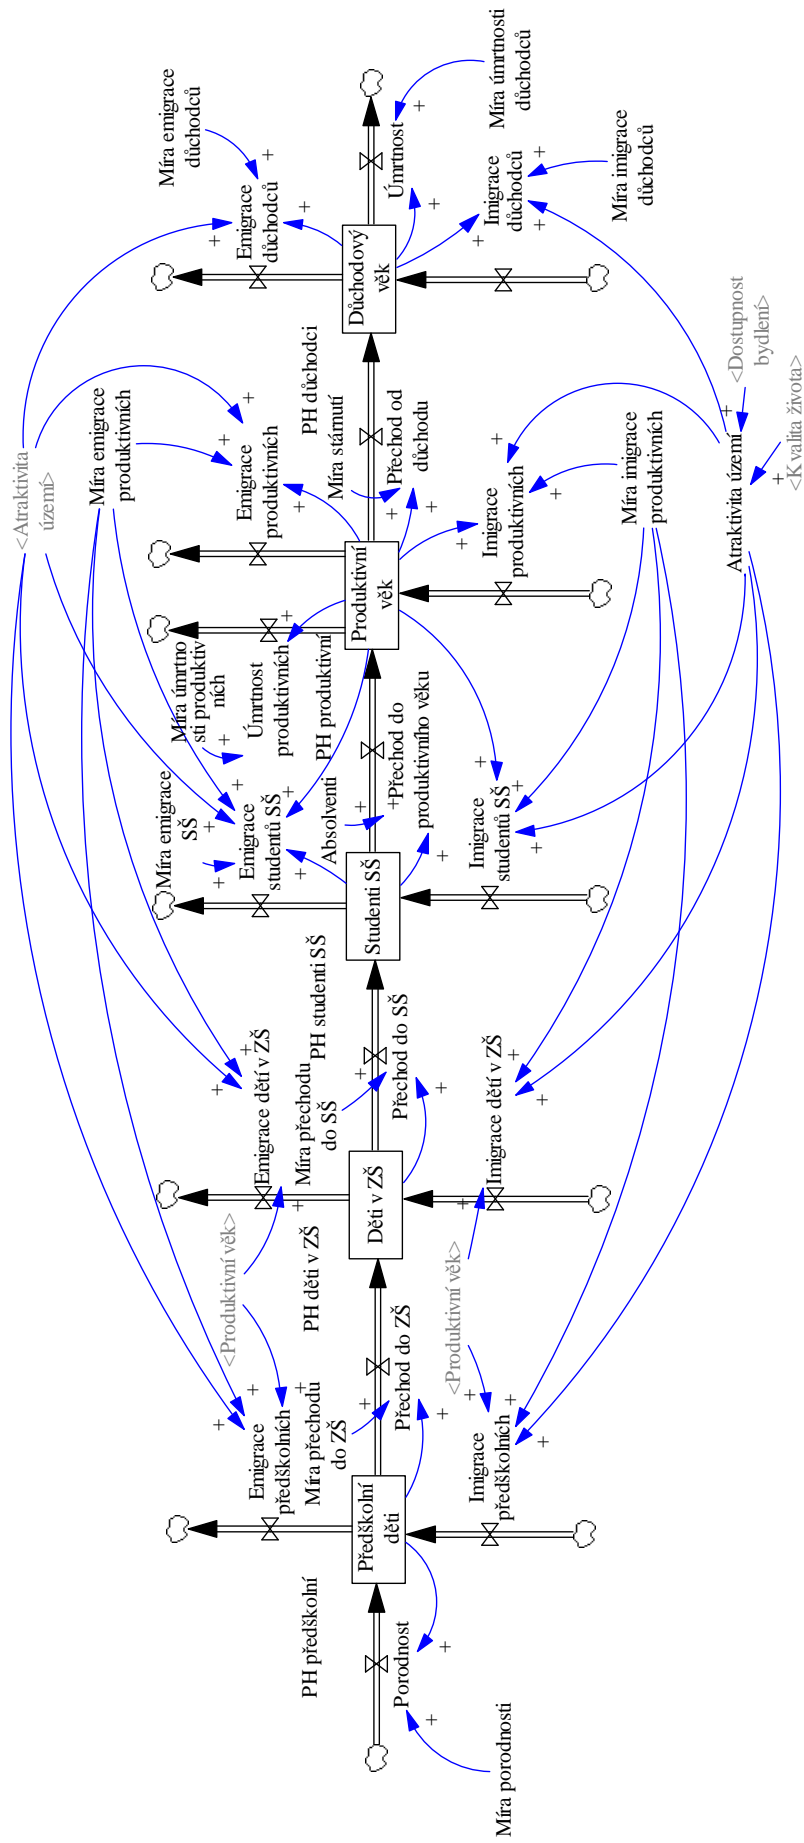 <Atraktivita
území>
Míra emigrace
produktivních
Míra emigrace
SŠ
Míra úmrtno
sti produktiv
ních
Míra emigrace
důchodců
<Produktivní věk>
Emigrace
předškolních
Emigrace dětí v ZŠ
Emigrace
studentů SŠ
Úmrtnost
produktivních
Emigrace
produktivních
Emigrace
důchodců
PH předškolní
Míra přechodu
do ZŠ
PH děti v ZŠ
Míra přechodu
do SŠ
PH studenti SŠ
Absolventi
PH produktivní
Míra stárnutí
PH důchodci
Předškolní
děti
Děti v ZŠ
Studenti SŠ
Produktivní
věk
Důchodový
věk
Porodnost
Přechod do ZŠ
Přechod do SŠ
Přechod do
produktivního věku
Přechod od
důchodu
Úmrtnost
Míra porodnosti
<Produktivní věk>
Imigrace
předškolních
Imigrace dětí v ZŠ
Imigrace
studentů SŠ
Imigrace
produktivních
Imigrace
důchodců
Míra úmrtnosti
důchodců
Míra imigrace
produktivních
Míra imigrace
důchodců
Atraktivita území
<Dostupnost
bydlení>
<Kvalita života>